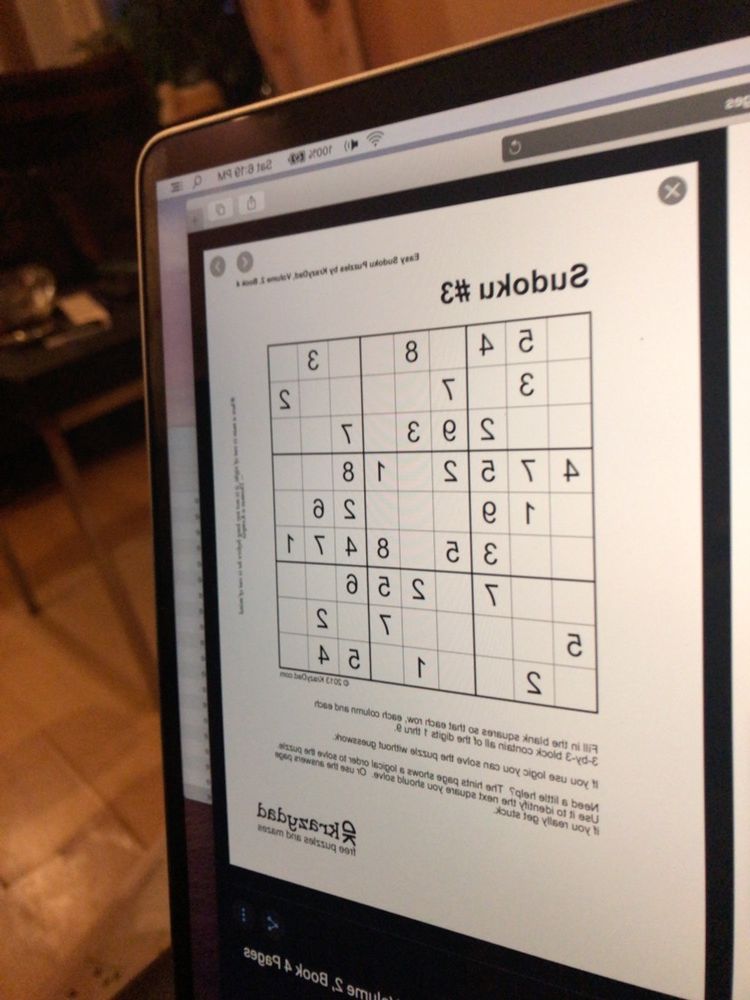 100% Sat 6:19 PM
ges
Easy Sudoku Puzzles by KrazyDad, Volume 2, Book 4
Sudoku #3
5 4 8 3
3 7 2
2 9 3 7
4 7 5 2 1 8
1 9 2 6
3 5 8 4 7 1
7 2 5 6
5 7 2
2 1 5 4
© 2013 KrazyDad.com
Fill in the blank squares so that each row, each column and each
3-by-3 block contain all of the digits 1 thru 9.
If you use logic you can solve the puzzle without guesswork.
Need a little help? The hints page shows a logical order to solve the puzzle.
Use it to identify the next square you should solve. Or use the answers page
if you really get stuck.
krazydad
free puzzles and mazes
Volume 2, Book 4 Pages